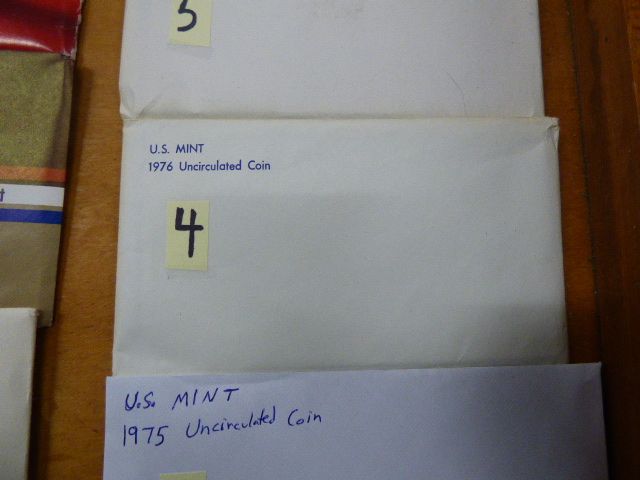 5
U.S. MINT
1976 Uncirculated Coin
4
U.S. MINT
1975 Uncirculated Coin